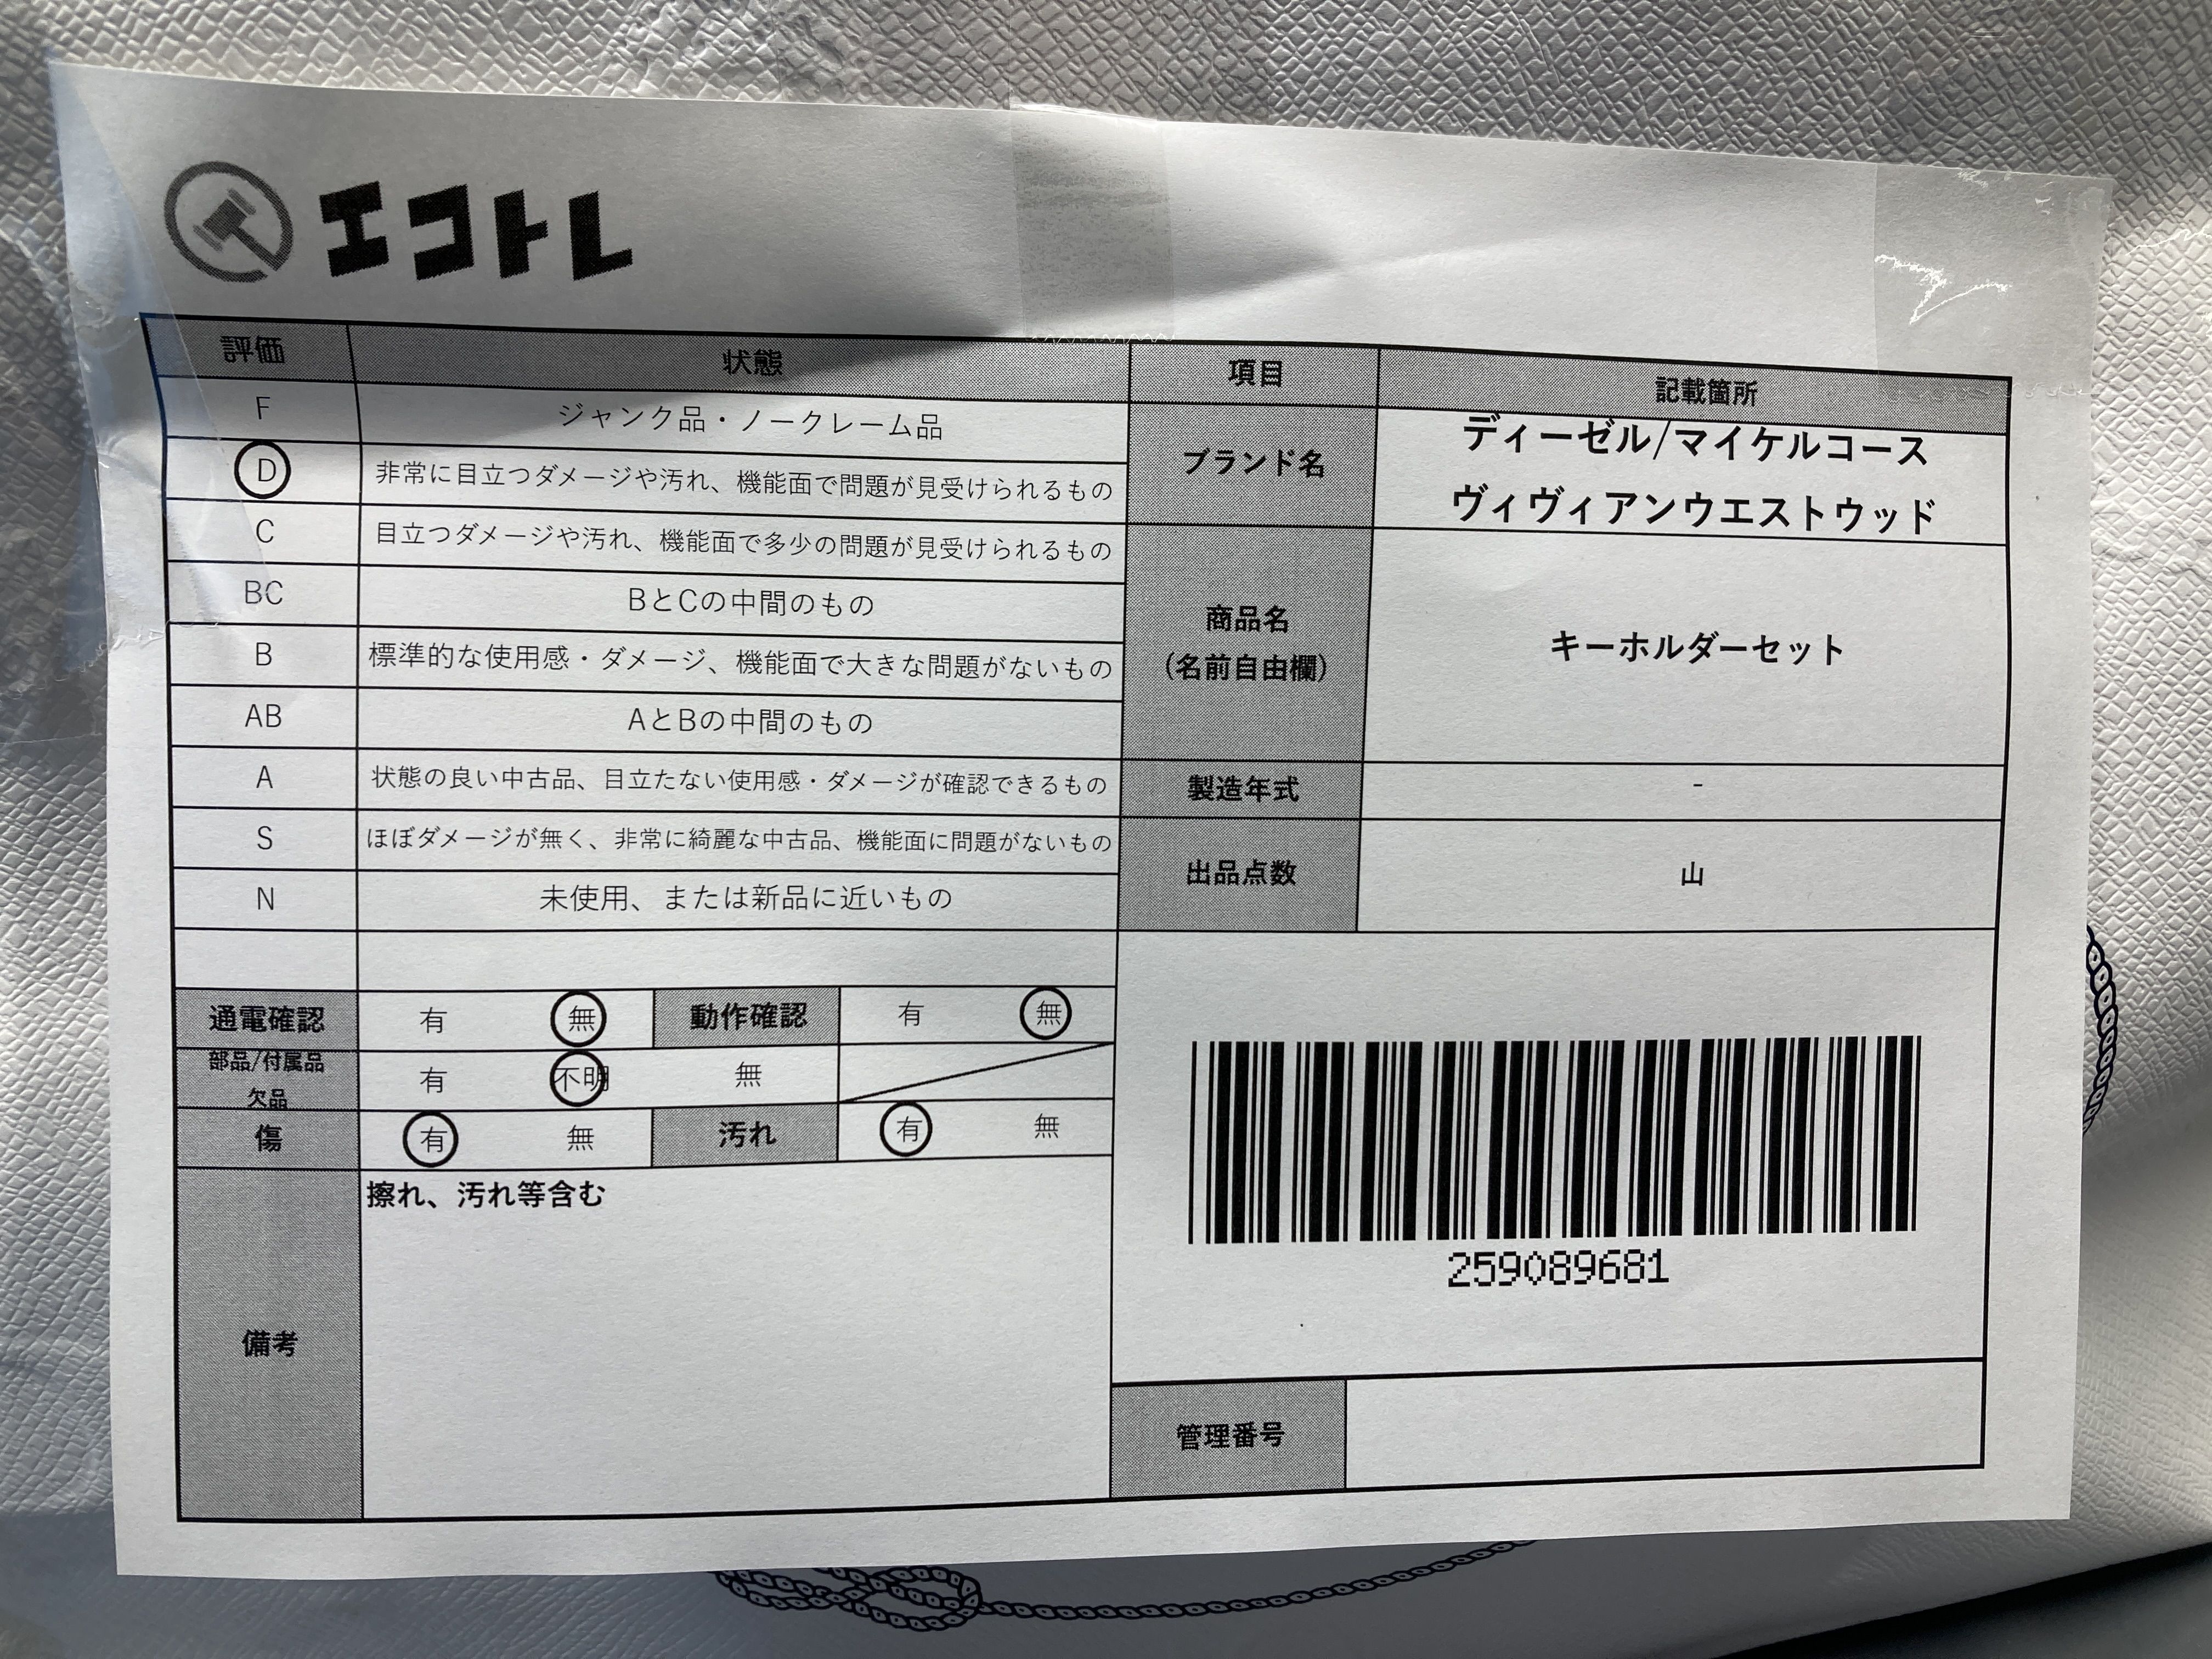 エコトレ
評価 状態 項目 記載箇所
F ジャンク品・ノークレーム品
D 非常に目立つダメージや汚れ、機能面で問題が見受けられるもの
C 目立つダメージや汚れ、機能面で多少の問題が見受けられるもの
BC BとCの中間のもの
B 標準的な使用感・ダメージ、機能面で大きな問題がないもの
AB AとBの中間のもの
A 状態の良い中古品、目立たない使用感・ダメージが確認できるもの
S ほぼダメージが無く、非常に綺麗な中古品、機能面に問題がないもの
N 未使用、または新品に近いもの
ブランド名 ディーゼル/マイケルコース
ヴィヴィアンウエストウッド
商品名
(名前自由欄)
キーホルダーセット
製造年式 -
出品点数 山
通電確認 有 無 動作確認 有 無
部品/付属品
欠品
有 不明 無
傷 有 無 汚れ 有 無
備考 擦れ、汚れ等含む
259089681
管理番号